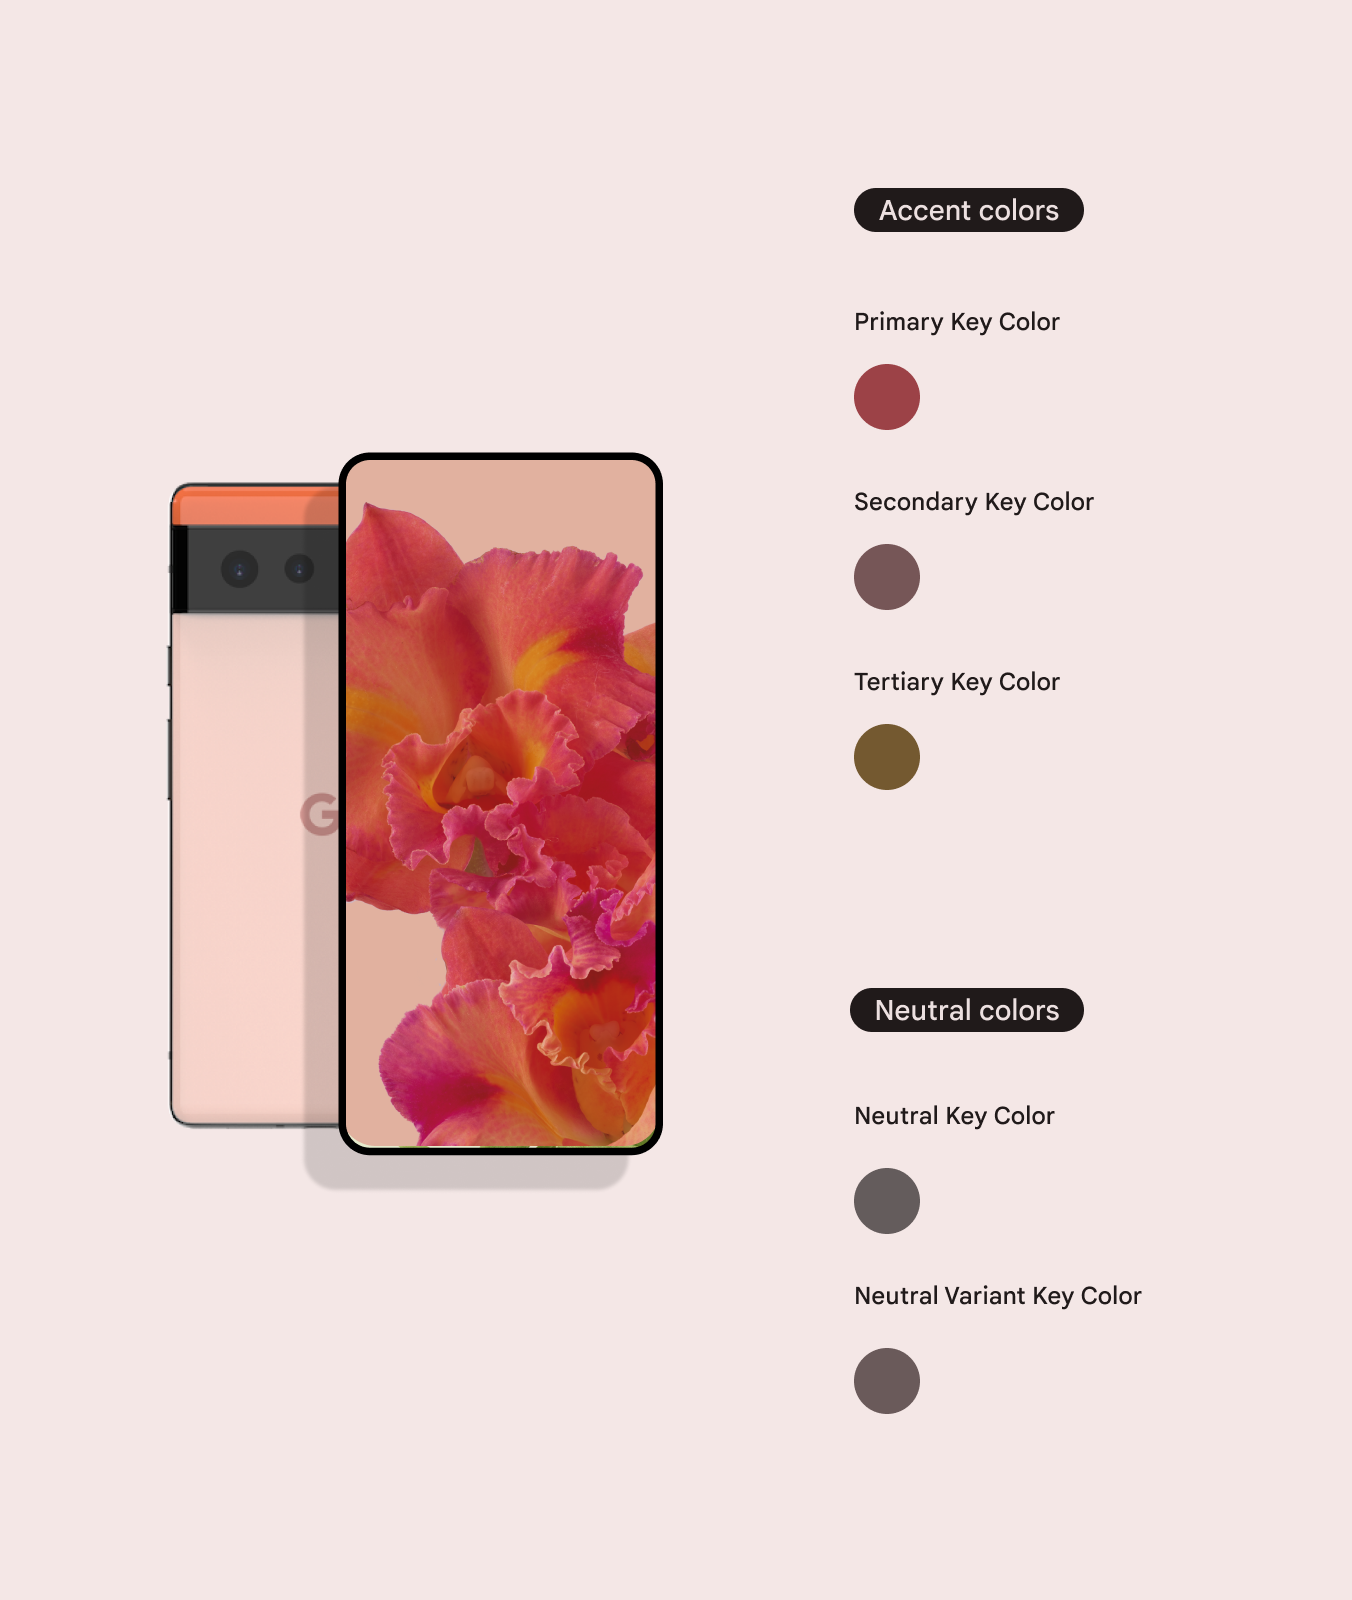 Accent colors
Primary Key Color
Secondary Key Color
Tertiary Key Color
G
Neutral colors
Neutral Key Color
Neutral Variant Key Color